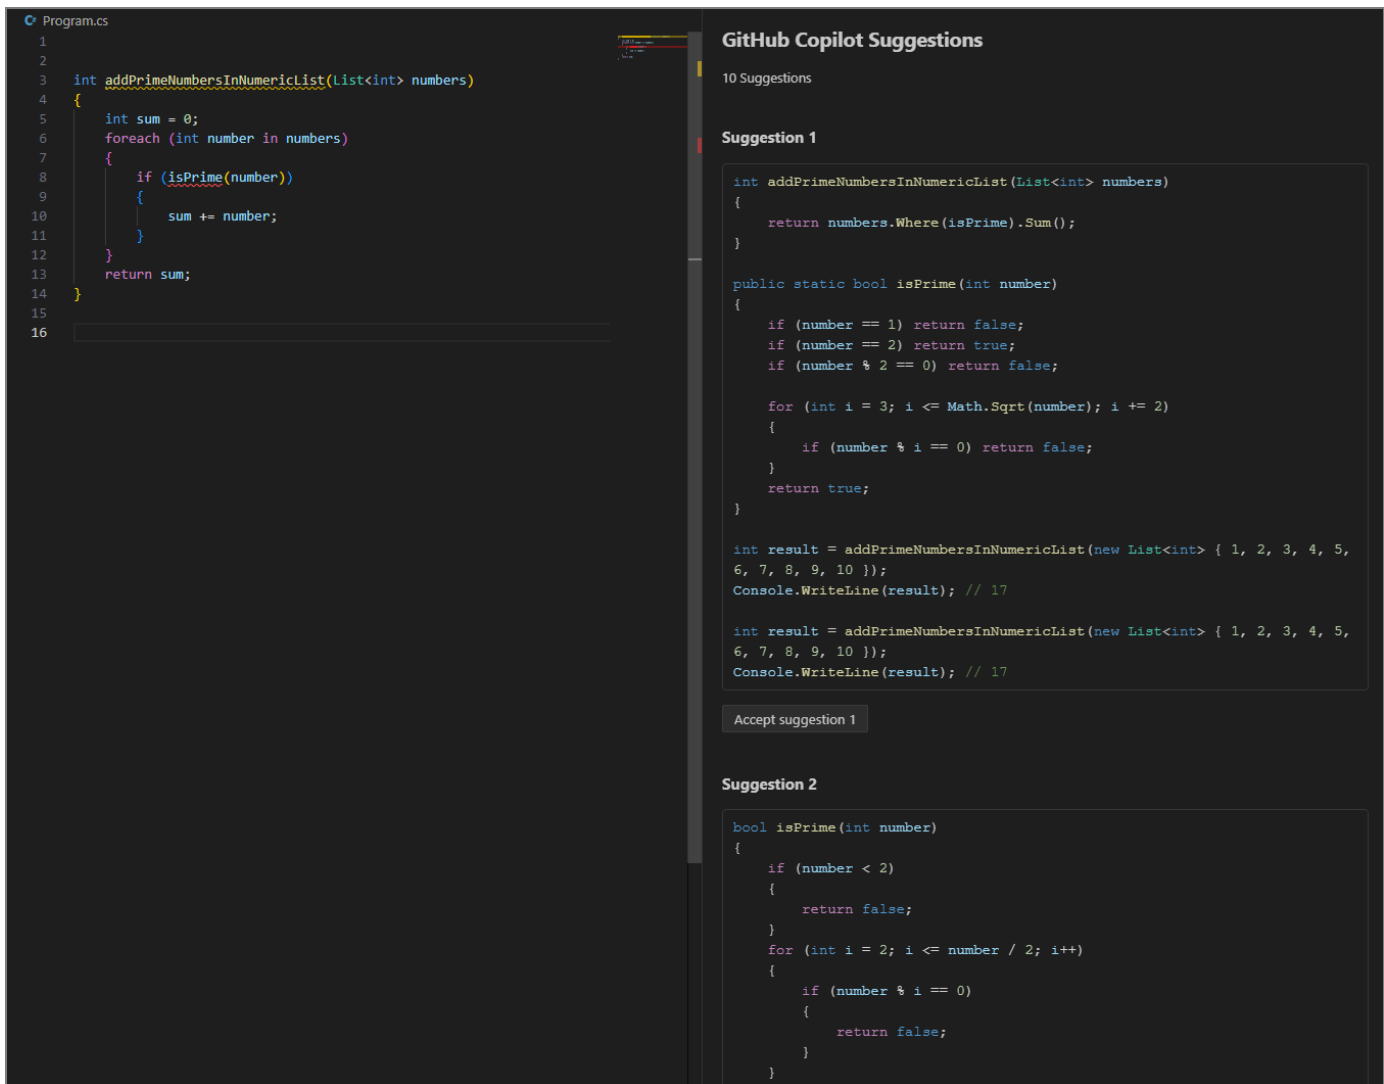 Program.cs
1
2
3 int addPrimeNumbersInNumericList(List<int> numbers)
4 {
5 int sum = 0;
6 foreach (int number in numbers)
7 {
8 if (isPrime(number))
9 {
10 sum += number;
11 }
12 }
13 return sum;
14 }
15
16
GitHub Copilot Suggestions
10 Suggestions
Suggestion 1
int addPrimeNumbersInNumericList(List<int> numbers)
{
return numbers.Where(isPrime).Sum();
}
public static bool isPrime(int number)
{
if (number == 1) return false;
if (number == 2) return true;
if (number % 2 == 0) return false;
for (int i = 3; i <= Math.Sqrt(number); i += 2)
{
if (number % i == 0) return false;
}
return true;
}
int result = addPrimeNumbersInNumericList(new List<int> { 1, 2, 3, 4, 5,
6, 7, 8, 9, 10 });
Console.WriteLine(result); // 17
int result = addPrimeNumbersInNumericList(new List<int> { 1, 2, 3, 4, 5,
6, 7, 8, 9, 10 });
Console.WriteLine(result); // 17
Accept suggestion 1
Suggestion 2
bool isPrime(int number)
{
if (number < 2)
{
return false;
}
for (int i = 2; i <= number / 2; i++)
{
if (number % i == 0)
{
return false;
}
}